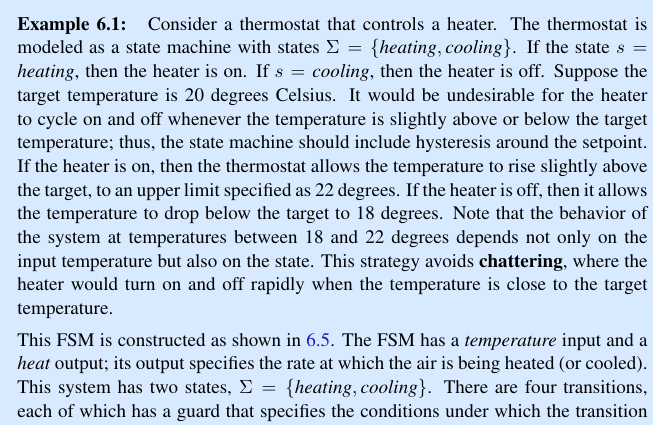 Example 6.1: Consider a thermostat that controls a heater. The thermostat is
modeled as a state machine with states Σ = {heating, cooling}. If the state s =
heating, then the heater is on. If s = cooling, then the heater is off. Suppose the
target temperature is 20 degrees Celsius. It would be undesirable for the heater
to cycle on and off whenever the temperature is slightly above or below the target
temperature; thus, the state machine should include hysteresis around the setpoint.
If the heater is on, then the thermostat allows the temperature to rise slightly above
the target, to an upper limit specified as 22 degrees. If the heater is off, then it allows
the temperature to drop below the target to 18 degrees. Note that the behavior of
the system at temperatures between 18 and 22 degrees depends not only on the
input temperature but also on the state. This strategy avoids chattering, where the
heater would turn on and off rapidly when the temperature is close to the target
temperature.
This FSM is constructed as shown in 6.5. The FSM has a temperature input and a
heat output; its output specifies the rate at which the air is being heated (or cooled).
This system has two states, Σ = {heating, cooling}. There are four transitions,
each of which has a guard that specifies the conditions under which the transition